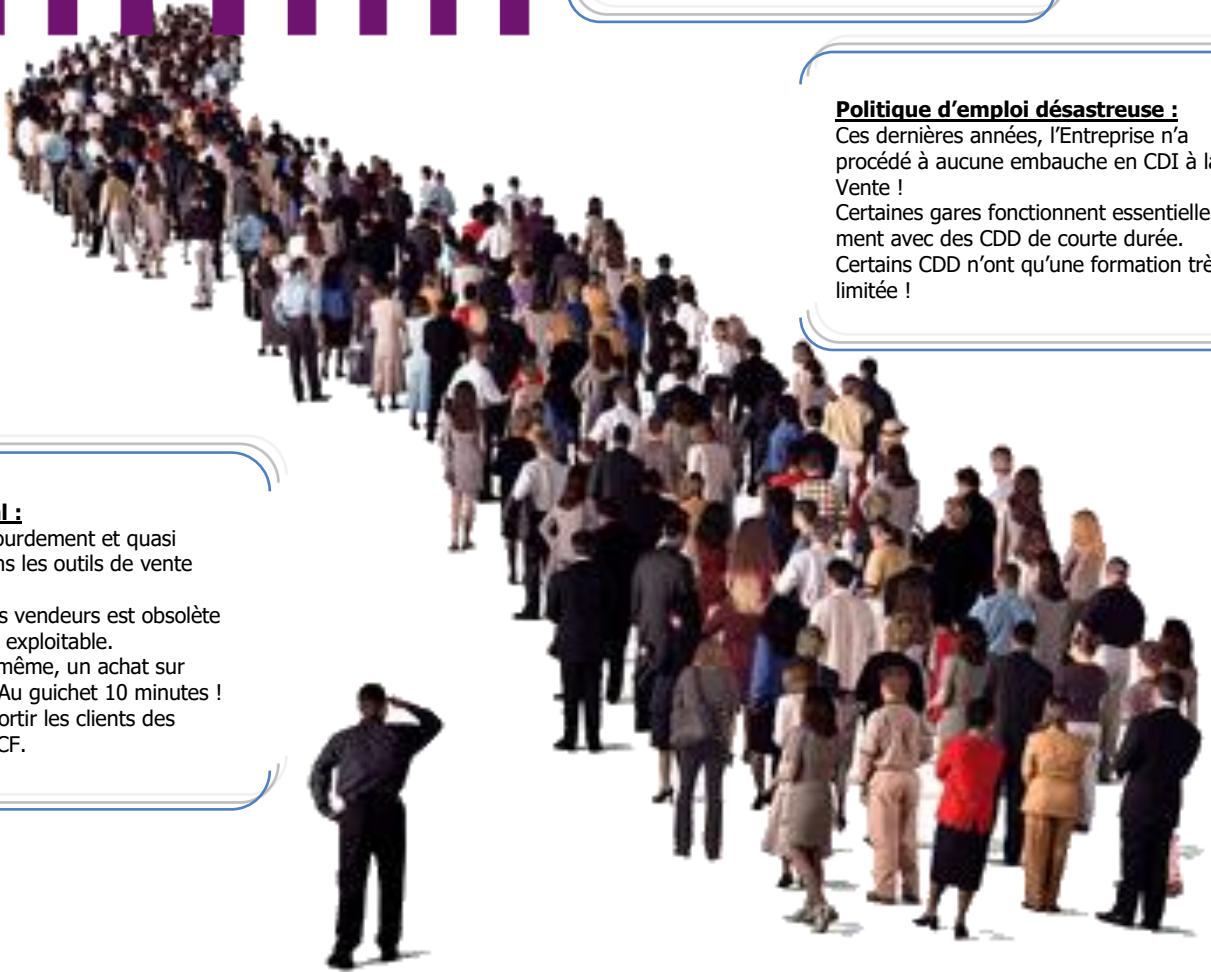 Politique d’emploi désastreuse :
Ces dernières années, l’Entreprise n’a
procédé à aucune embauche en CDI à la
Vente !
Certaines gares fonctionnent essentielle
ment avec des CDD de courte durée.
Certains CDD n’ont qu’une formation trè
limitée !
l :
ourdement et quasi
ns les outils de vente
s vendeurs est obsolète
exploitable.
même, un achat sur
Au guichet 10 minutes !
ortir les clients des
CF.